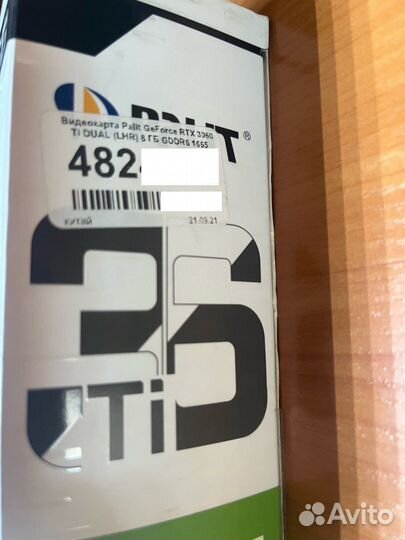 PALIT®
Видеокарта Palit GeForce RTX 3060
Ti DUAL (LHR) 8 ГБ GDDR6 1665
482
китай 21.09.21
36
Ti
Avito